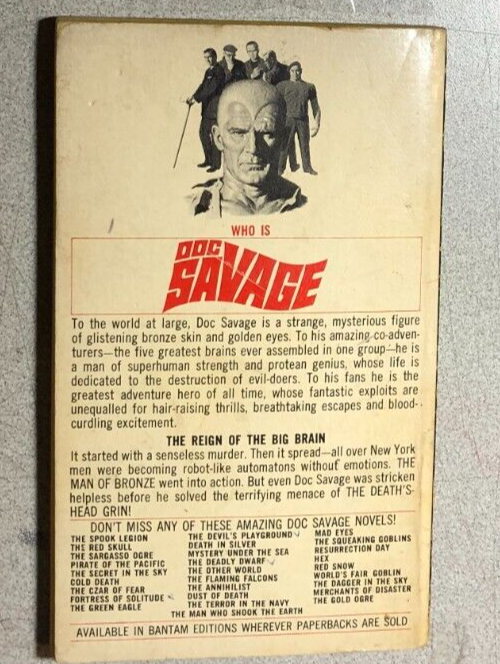 WHO IS
DOC
SAVAGE
To the world at large, Doc Savage is a strange, mysterious figure
of glistening bronze skin and golden eyes. To his amazing co-adven-
turers—the five greatest brains ever assembled in one group—he is
a man of superhuman strength and protean genius, whose life is
dedicated to the destruction of evil-doers. To his fans he is the
greatest adventure hero of all time, whose fantastic exploits are
unequalled for hair-raising thrills, breathtaking escapes and blood-
curdling excitement.
THE REIGN OF THE BIG BRAIN
It started with a senseless murder. Then it spread—all over New York
men were becoming robot-like automatons without emotions. THE
MAN OF BRONZE went into action. But even Doc Savage was stricken
helpless before he solved the terrifying menace of THE DEATH'S-
HEAD GRIN!
DON'T MISS ANY OF THESE AMAZING DOC SAVAGE NOVELS!
THE SPOOK LEGION
THE RED SKULL
THE SARGASSO OGRE
PIRATE OF THE PACIFIC
THE SECRET IN THE SKY
COLD DEATH
THE CZAR OF FEAR
FORTRESS OF SOLITUDE
THE GREEN EAGLE
THE DEVIL'S PLAYGROUND
DEATH IN SILVER
MYSTERY UNDER THE SEA
THE DEADLY DWARF
THE OTHER WORLD
THE FLAMING FALCONS
THE ANNIHILIST
DUST OF DEATH
THE TERROR IN THE NAVY
THE MAN WHO SHOOK THE EARTH
MAD EYES
THE SQUEAKING GOBLINS
RESURRECTION DAY
HEX
RED SNOW
WORLD'S FAIR GOBLIN
THE DAGGER IN THE SKY
MERCHANTS OF DISASTER
THE GOLD OGRE
AVAILABLE IN BANTAM EDITIONS WHEREVER PAPERBACKS ARE SOLD